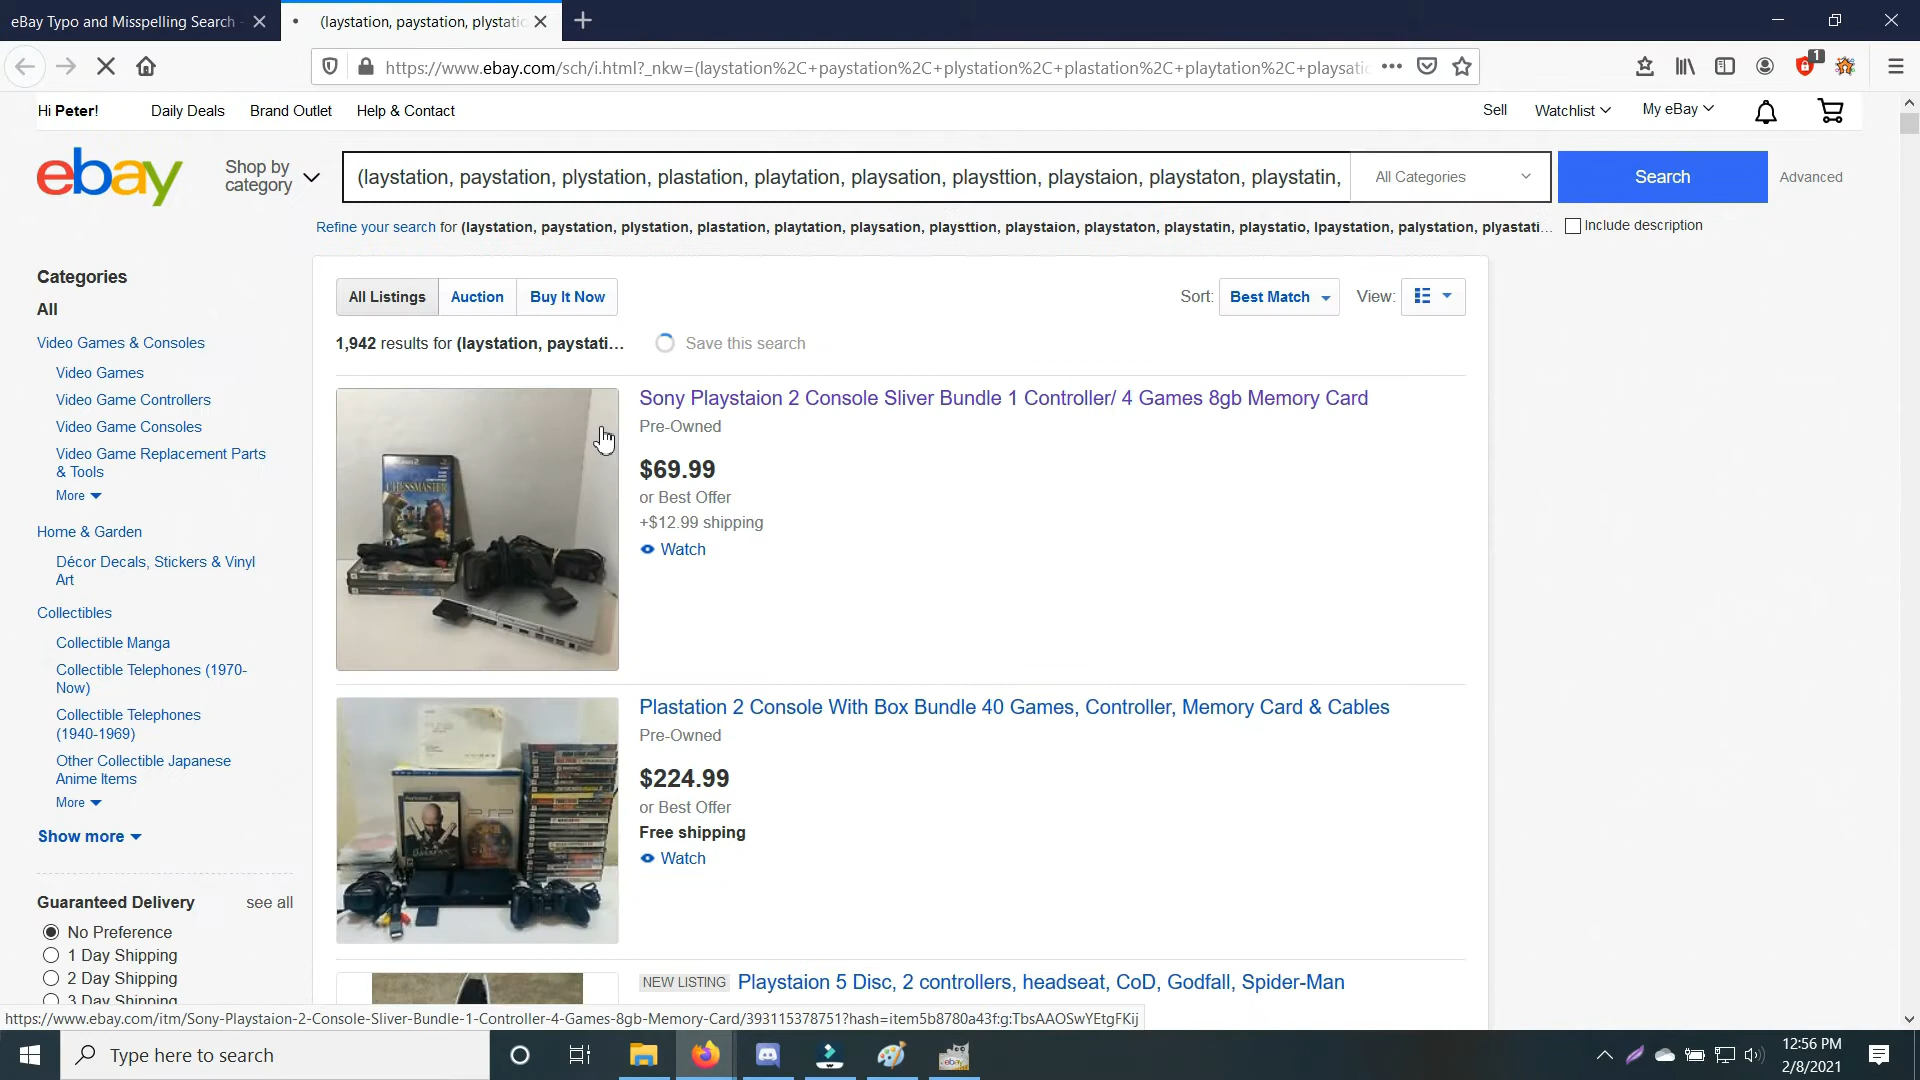 eBay Typo and Misspelling Search -
(laystation, paystation, plystatio
https://www.ebay.com/sch/i.html?_nkw=(laystation%2C+paystation%2C+plystation%2C+plastation%2C+playtation%2C+playsatio
1
Hi Peter! Daily Deals Brand Outlet Help & Contact
Sell Watchlist My eBay
ebay
Shop by category
(laystation, paystation, plystation, plastation, playtation, playsation, playsttion, playstaion, playstaton, playstatin,
All Categories
Search
Advanced
Refine your search for (laystation, paystation, plystation, plastation, playtation, playsation, playsttion, playstaion, playstaton, playstatin, playstatio, lpaystation, palystation, plyastati...
Include description
Categories
All
Video Games & Consoles
Video Games
Video Game Controllers
Video Game Consoles
Video Game Replacement Parts
& Tools
More
Home & Garden
Décor Decals, Stickers & Vinyl
Art
Collectibles
Collectible Manga
Collectible Telephones (1970-
Now)
Collectible Telephones
(1940-1969)
Other Collectible Japanese
Anime Items
More
Show more
Guaranteed Delivery see all
No Preference
1 Day Shipping
2 Day Shipping
3 Day Shipping
All Listings Auction Buy It Now
Sort: Best Match View:
1,942 results for (laystation, paystati...
Save this search
Sony Playstaion 2 Console Sliver Bundle 1 Controller/ 4 Games 8gb Memory Card
Pre-Owned
$69.99
or Best Offer
+$12.99 shipping
Watch
CHESSMASTER
Plastation 2 Console With Box Bundle 40 Games, Controller, Memory Card & Cables
Pre-Owned
$224.99
or Best Offer
Free shipping
Watch
NEW LISTING Playstaion 5 Disc, 2 controllers, headseat, CoD, Godfall, Spider-Man
https://www.ebay.com/itm/Sony-Playstaion-2-Console-Sliver-Bundle-1-Controller-4-Games-8gb-Memory-Card/393115378751?hash=item5b8780a43f:g:TbsAAOSwYEtgFKij
Type here to search
12:56 PM
2/8/2021